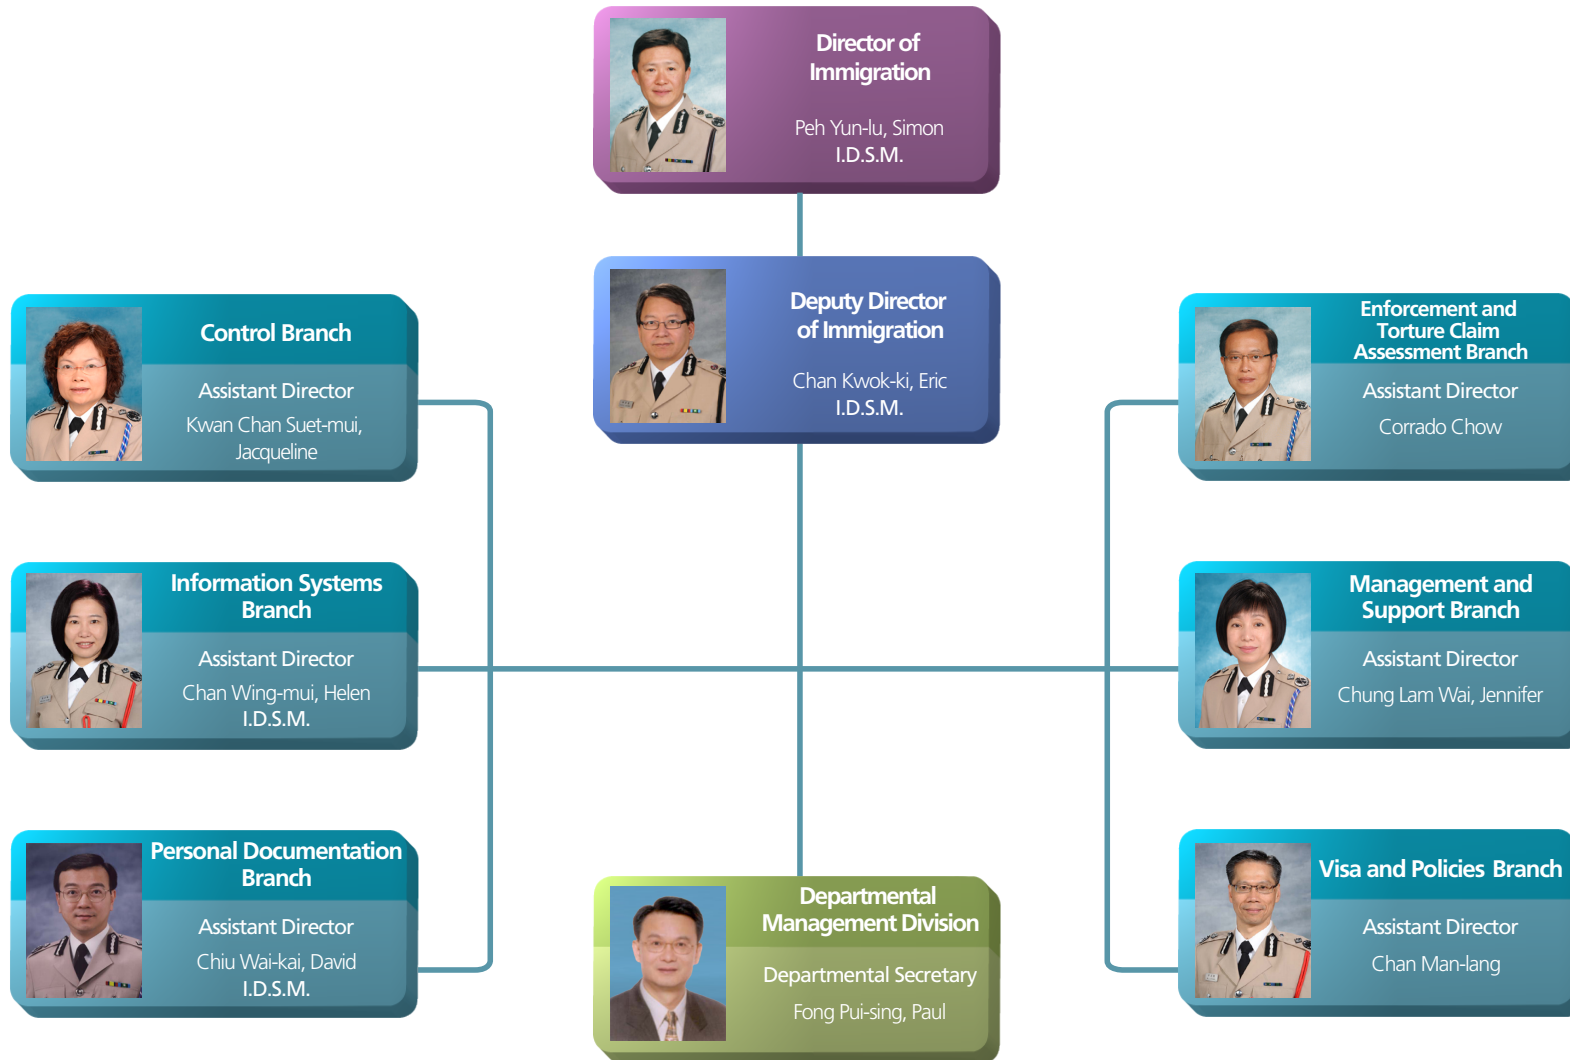 Director of
Immigration
Peh Yun-lu, Simon
I.D.S.M.
Deputy Director
of Immigration
Chan Kwok-ki, Eric
I.D.S.M.
Control Branch
Assistant Director
Kwan Chan Suet-mui,
Jacqueline
Enforcement and
Torture Claim
Assessment Branch
Assistant Director
Corrado Chow
Information Systems
Branch
Assistant Director
Chan Wing-mui, Helen
I.D.S.M.
Management and
Support Branch
Assistant Director
Chung Lam Wai, Jennifer
Personal Documentation
Branch
Assistant Director
Chiu Wai-kai, David
I.D.S.M.
Departmental
Management Division
Departmental Secretary
Fong Pui-sing, Paul
Visa and Policies Branch
Assistant Director
Chan Man-lang